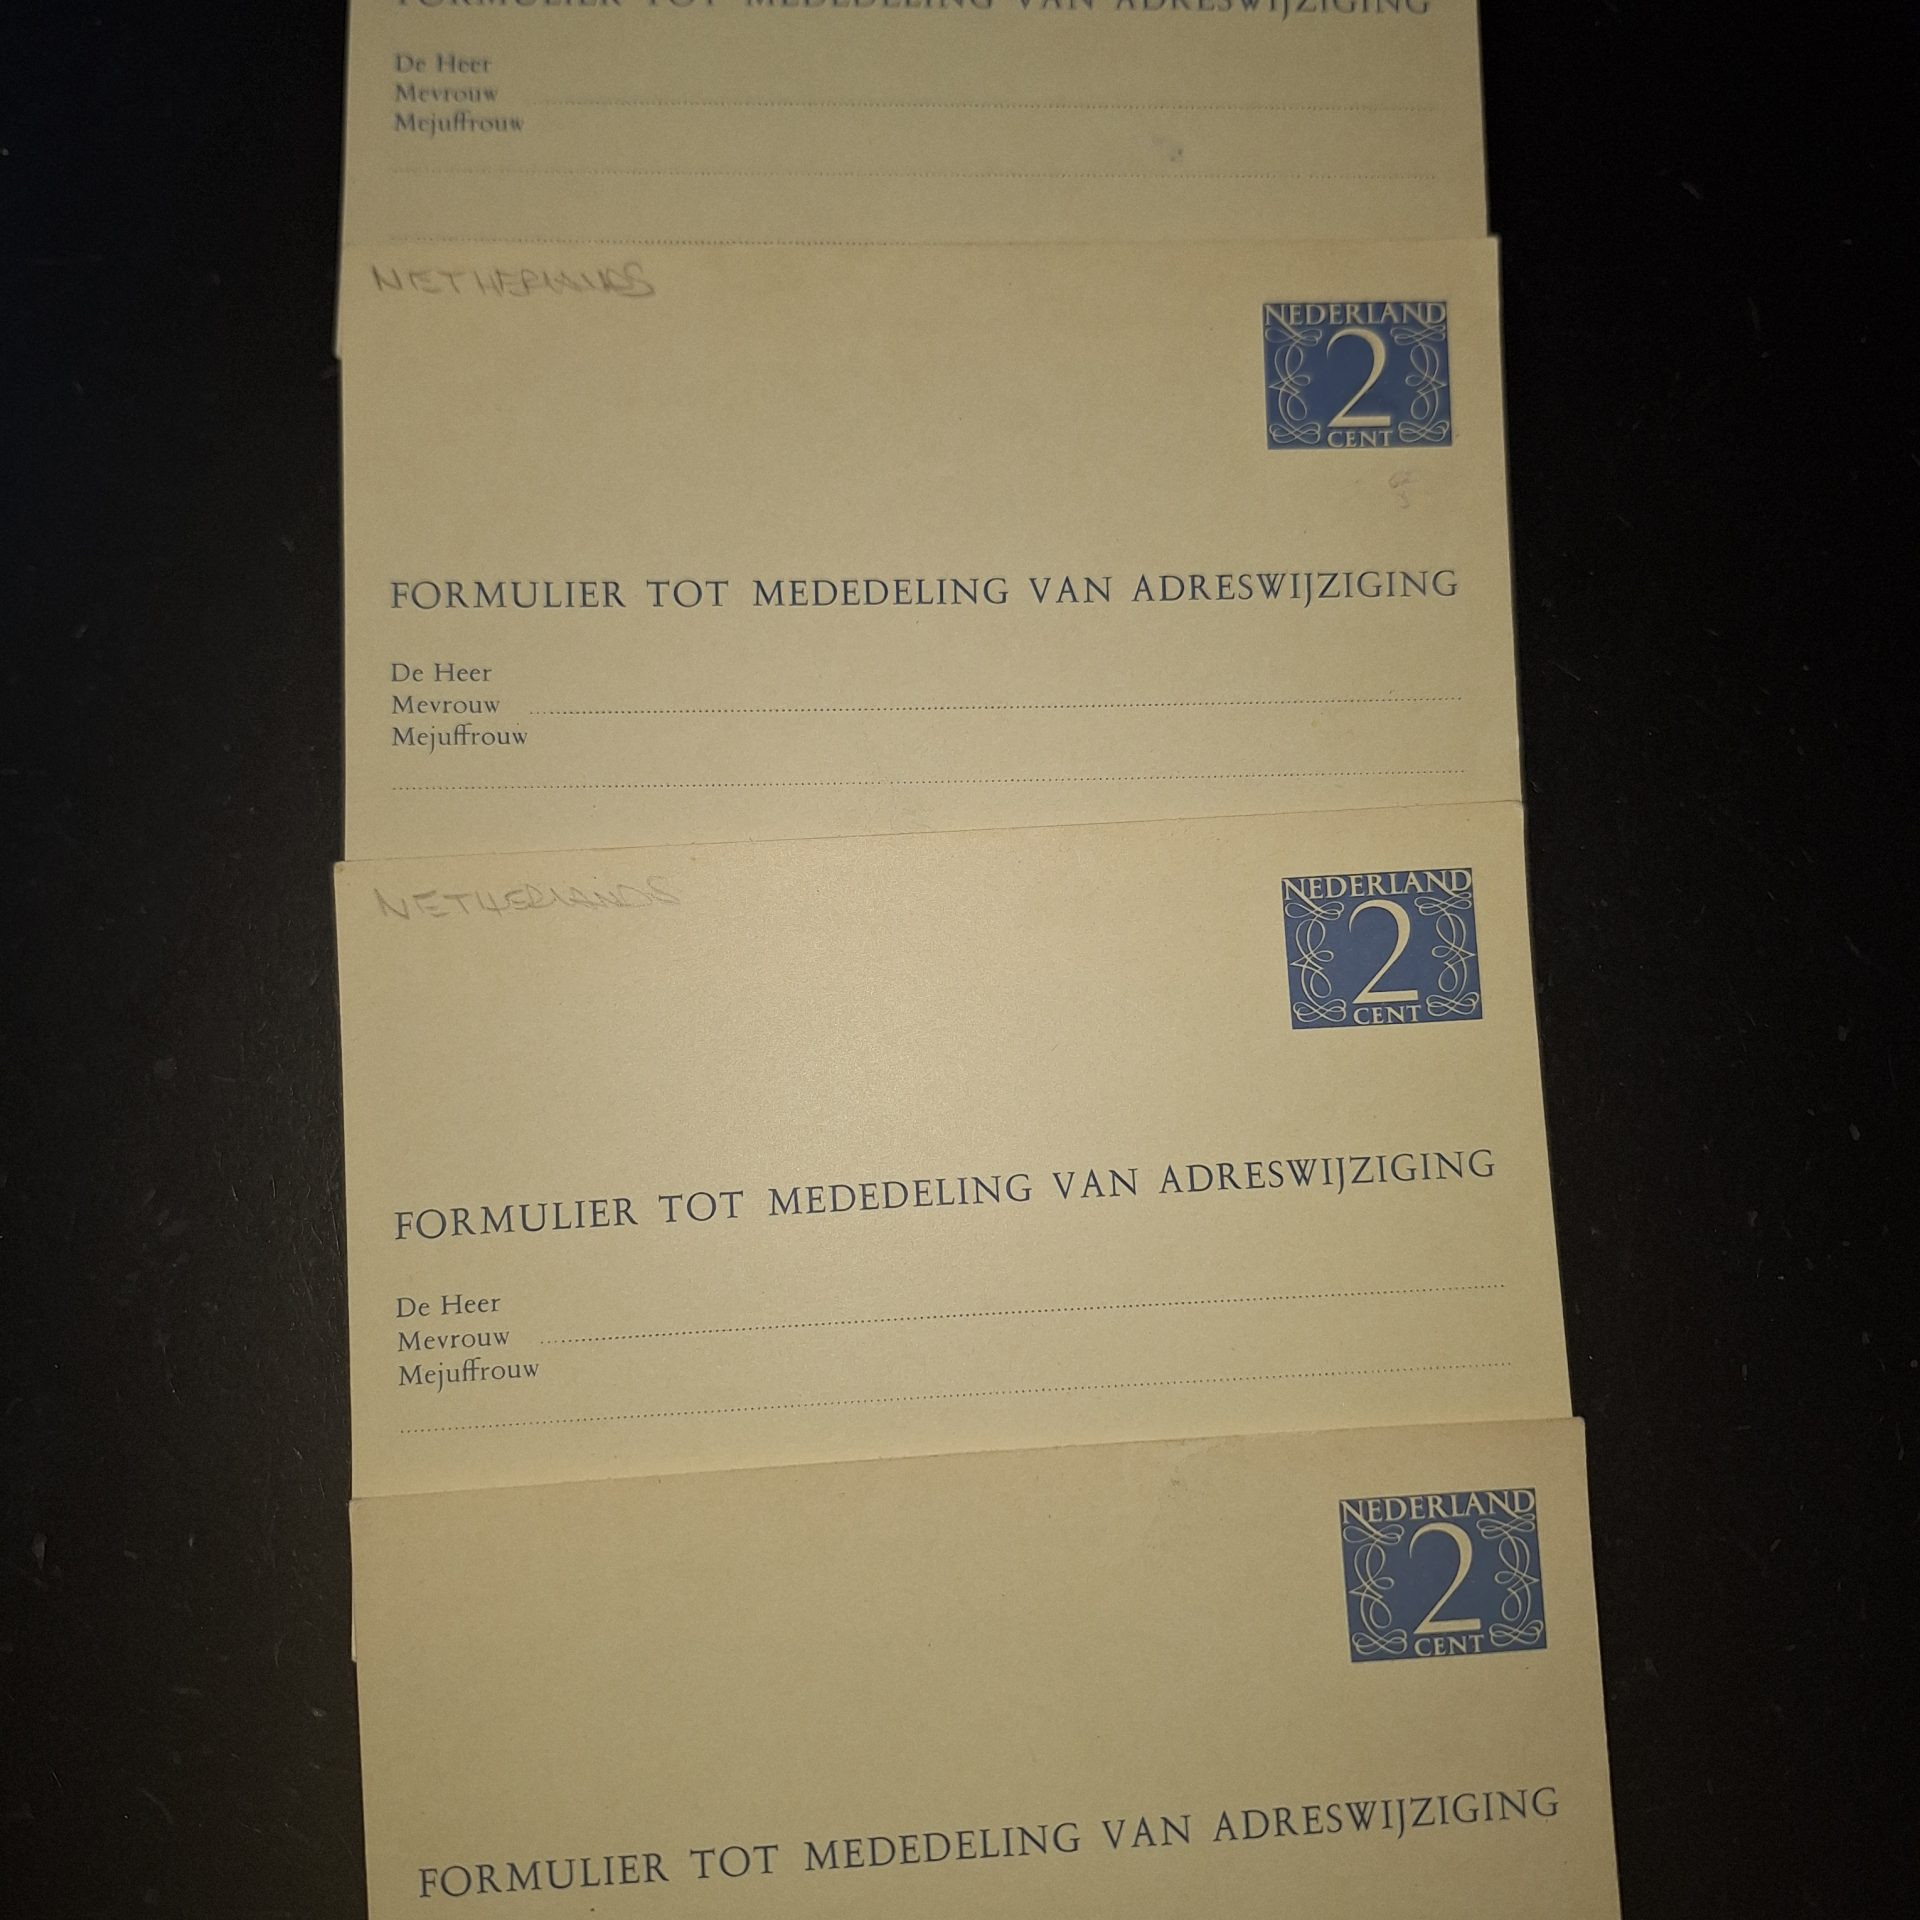 FORMULIER TOT MEDEDELING VAN ADRESWIJZIGING
De Heer
Mevrouw
Mejuffrouw
NETHERLANDS
NEDERLAND
2
CENT
FORMULIER TOT MEDEDELING VAN ADRESWIJZIGING
De Heer
Mevrouw
Mejuffrouw
NETHERLANDS
NEDERLAND
2
CENT
FORMULIER TOT MEDEDELING VAN ADRESWIJZIGING
De Heer
Mevrouw
Mejuffrouw
NEDERLAND
2
CENT
FORMULIER TOT MEDEDELING VAN ADRESWIJZIGING